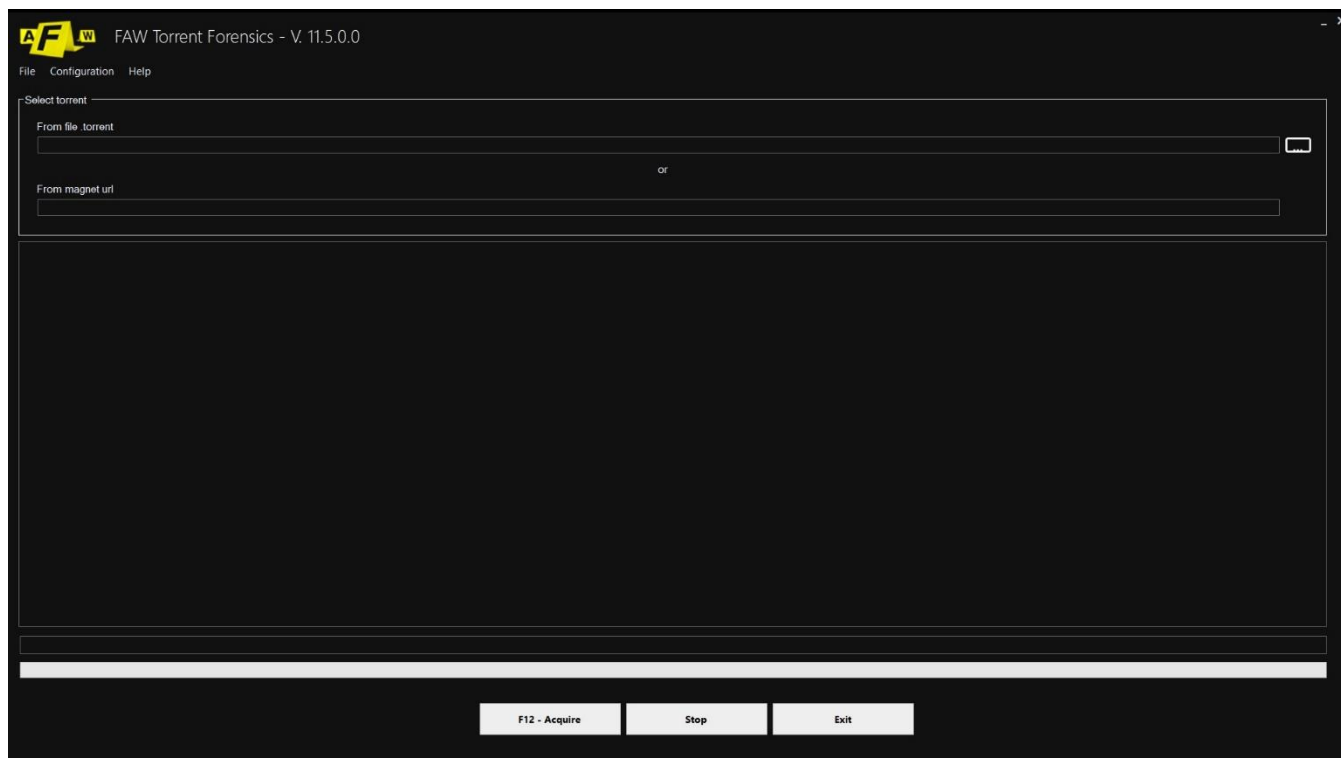 AFW FAW Torrent Forensics - V. 11.5.0.0
File Configuration Help
Select torrent
From file .torrent
...
or
From magnet url
F12 - Acquire Stop Exit